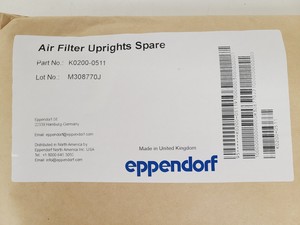 Air Filter Uprights Spare
Part No : K0200-0511
Lot No : M308770J
Eppendorf SE
22339 Hamburg Germany
Email: eppendorf@eppendorf.com
Distributed in North America by
Eppendorf North America Inc. USA
Email: info@eppendorf.com
Made in United Kingdom
eppendorf